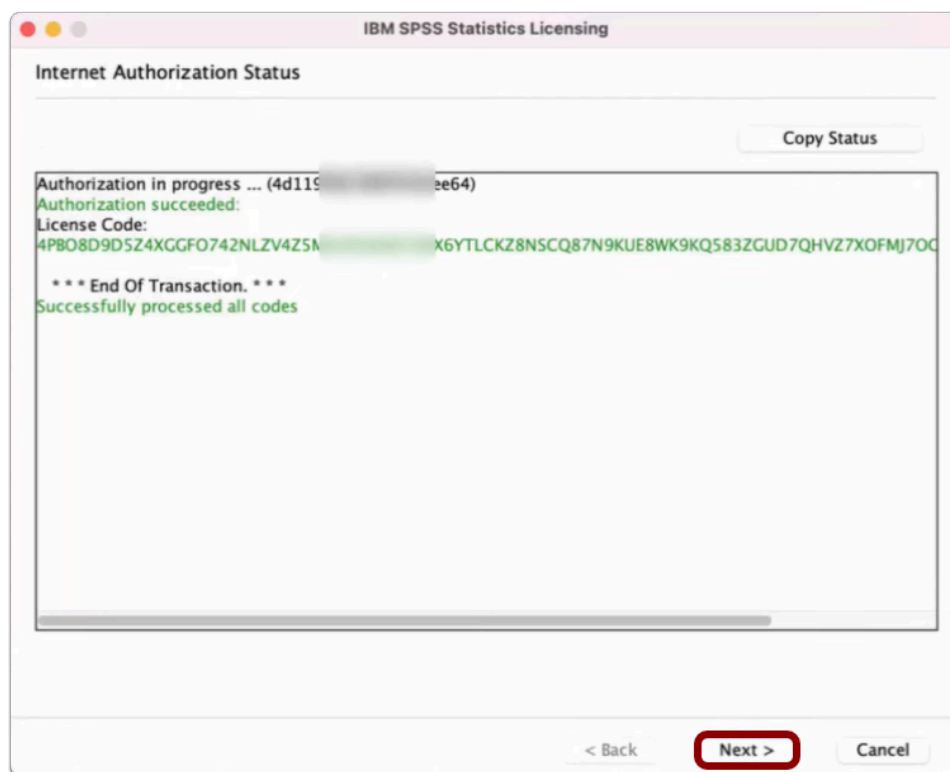 IBM SPSS Statistics Licensing
Internet Authorization Status
Copy Status
Authorization in progress ... (4d119 ee64)
Authorization succeeded:
License Code:
4PBO8D9D5Z4XGGFO742NLZV4Z5M X6YTLCKZ8NSCQ87N9KUE8WK9KQ583ZGUD7QHVZ7XOFMJ7OC
* * * End Of Transaction. * * *
Successfully processed all codes
< Back Next > Cancel